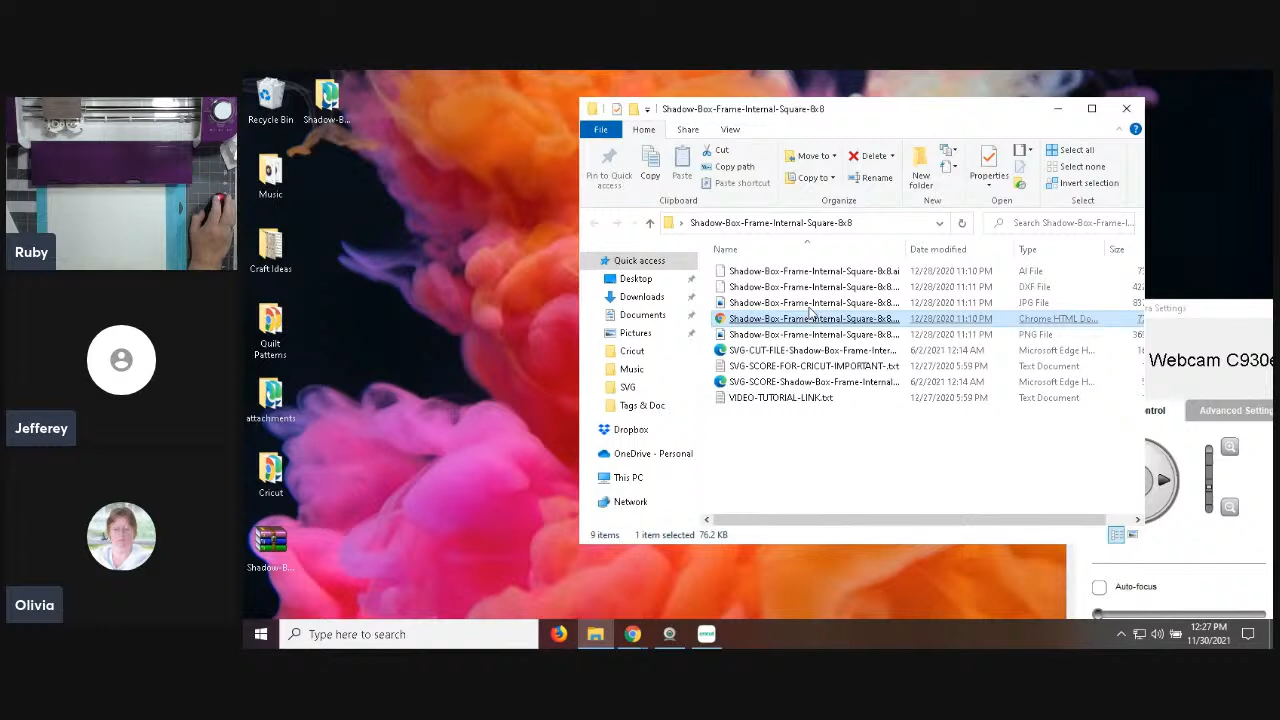 Ruby
Jefferey
Olivia
Recycle Bin
Shadow-B...
Music
Craft Ideas
Quilt
Patterns
attachments
Cricut
Shadow-B...
Shadow-Box-Frame-Internal-Square-8x8
File
Home
Share
View
Pin to Quick
access
Copy
Paste
Cut
Copy path
Paste shortcut
Clipboard
Move to
Copy to
Delete
Rename
Organize
New
folder
New
Properties
Open
Select all
Select none
Invert selection
Select
Shadow-Box-Frame-Internal-Square-8x8
Search Shadow-Box-Frame-I...
Name
Date modified
Type
Size
Quick access
Desktop
Downloads
Documents
Pictures
Cricut
Music
SVG
Tags & Doc
Dropbox
OneDrive - Personal
This PC
Network
Shadow-Box-Frame-Internal-Square-8x8.ai 12/28/2020 11:10 PM AI File
Shadow-Box-Frame-Internal-Square-8x8.... 12/28/2020 11:11 PM DXF File
Shadow-Box-Frame-Internal-Square-8x8.... 12/28/2020 11:11 PM JPG File
Shadow-Box-Frame-Internal-Square-8x8.... 12/28/2020 11:10 PM Chrome HTML Do...
Shadow-Box-Frame-Internal-Square-8x8.... 12/28/2020 11:11 PM PNG File
SVG-CUT-FILE-Shadow-Box-Frame-Inter... 6/2/2021 12:14 AM Microsoft Edge H...
SVG-SCORE-FOR-CRICUT-IMPORTANT-.txt 12/27/2020 5:59 PM Text Document
SVG-SCORE-Shadow-Box-Frame-Internal... 6/2/2021 12:14 AM Microsoft Edge H...
VIDEO-TUTORIAL-LINK.txt 12/27/2020 5:59 PM Text Document
9 items 1 item selected 76.2 KB
ra Settings
Webcam C930e
ntrol
Advanced Setting
Auto-focus
Type here to search
cricut
12:27 PM
11/30/2021